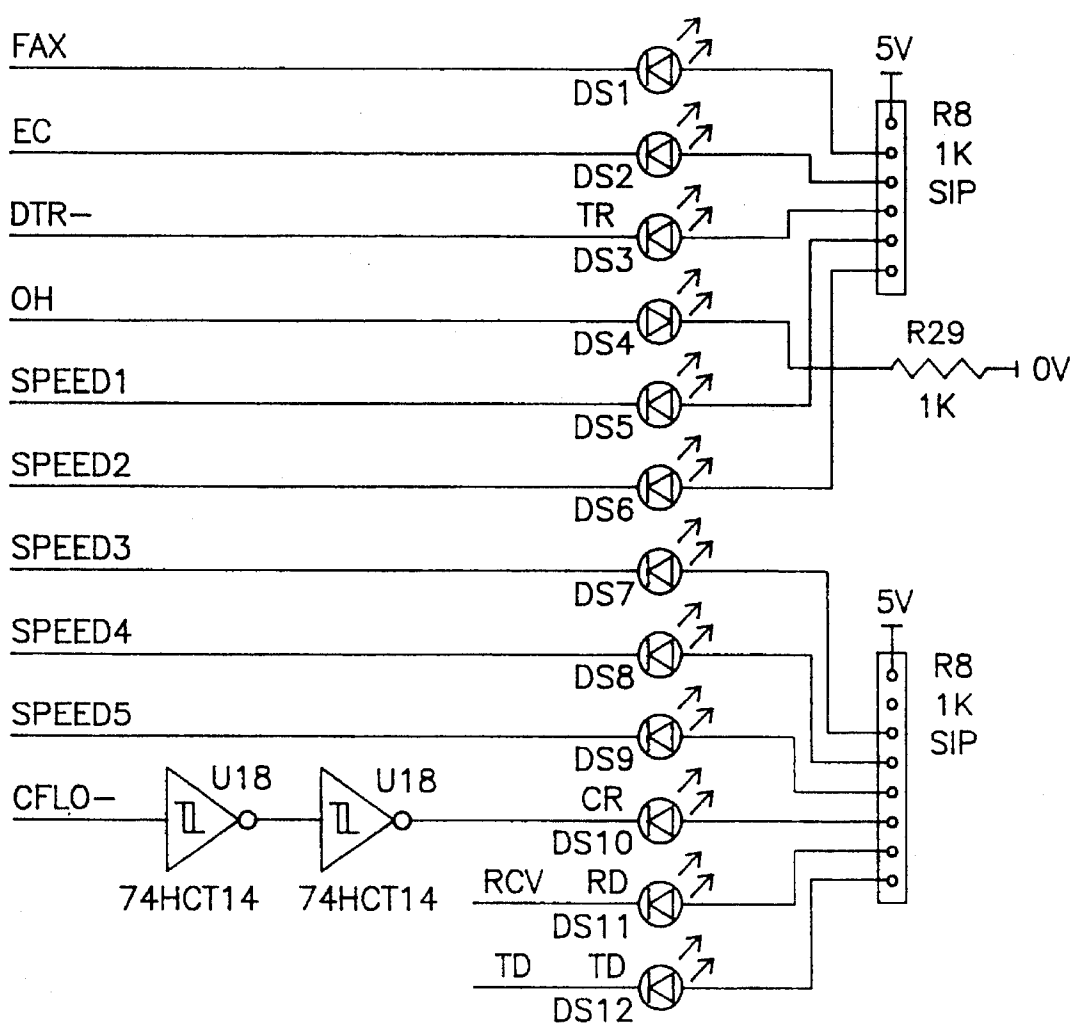 FAX
DS1
5V
R8
1K
SIP
EC
DS2
DTR-
TR
DS3
OH
DS4
R29
1K
0V
SPEED1
DS5
SPEED2
DS6
SPEED3
DS7
5V
R8
1K
SIP
SPEED4
DS8
SPEED5
DS9
CFLO-
U18
U18
74HCT14
74HCT14
CR
DS10
RCV
RD
DS11
TD
TD
DS12